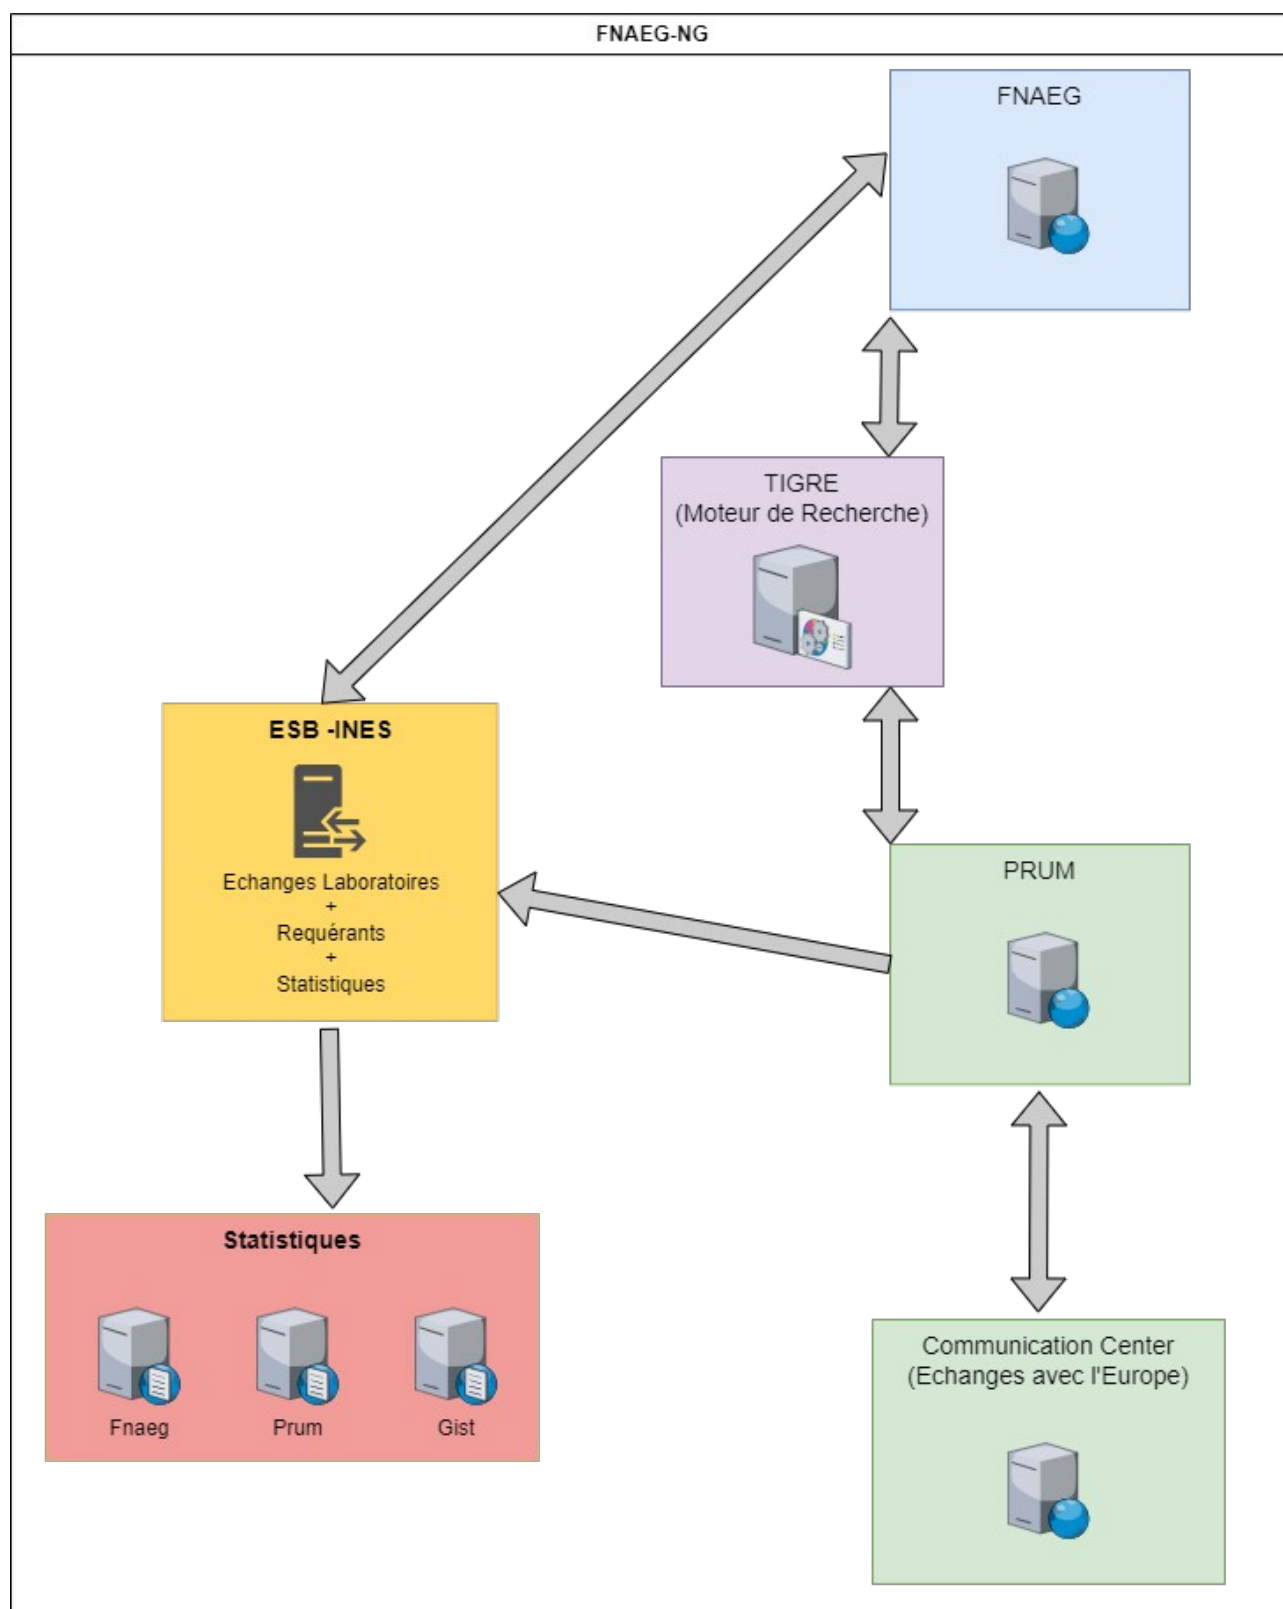 FNAEG-NG
FNAEG
TIGRE
(Moteur de Recherche)
ESB -INES
Echanges Laboratoires
+
Requérants
+
Statistiques
PRUM
Statistiques
Fnaeg
Prum
Gist
Communication Center
(Echanges avec l'Europe)